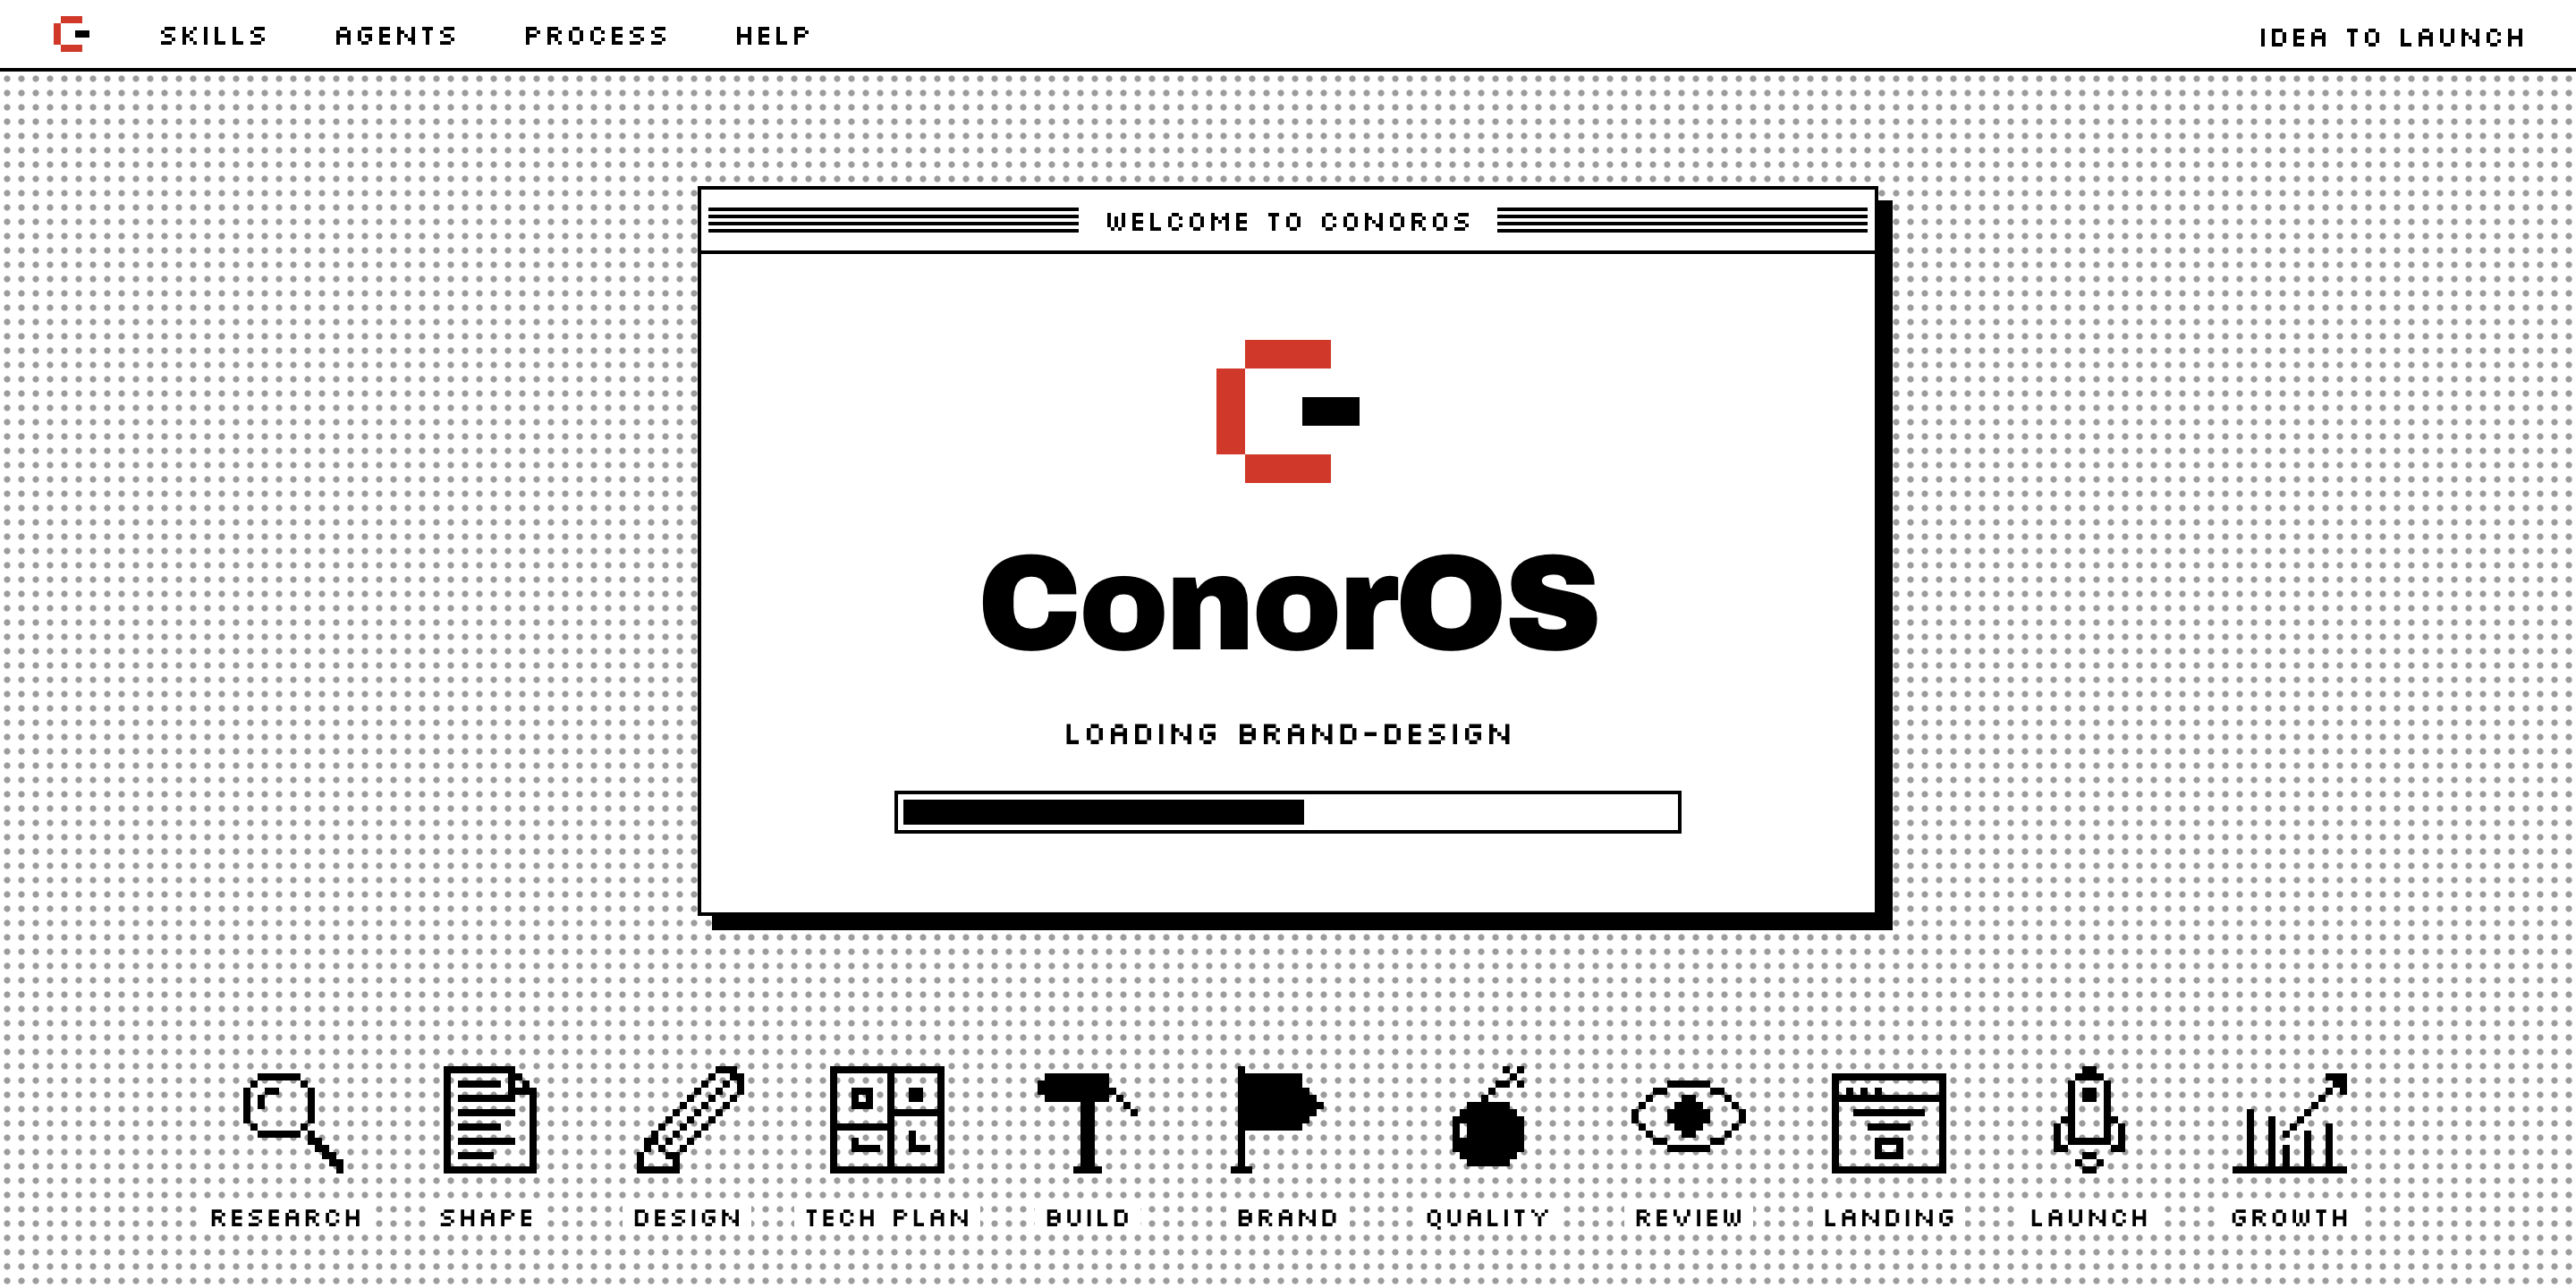 SKILLS AGENTS PROCESS HELP IDEA TO LAUNCH
WELCOME TO CONOROS
ConorOS
LOADING BRAND-DESIGN
RESEARCH SHAPE DESIGN TECH PLAN BUILD BRAND QUALITY REVIEW LANDING LAUNCH GROWTH